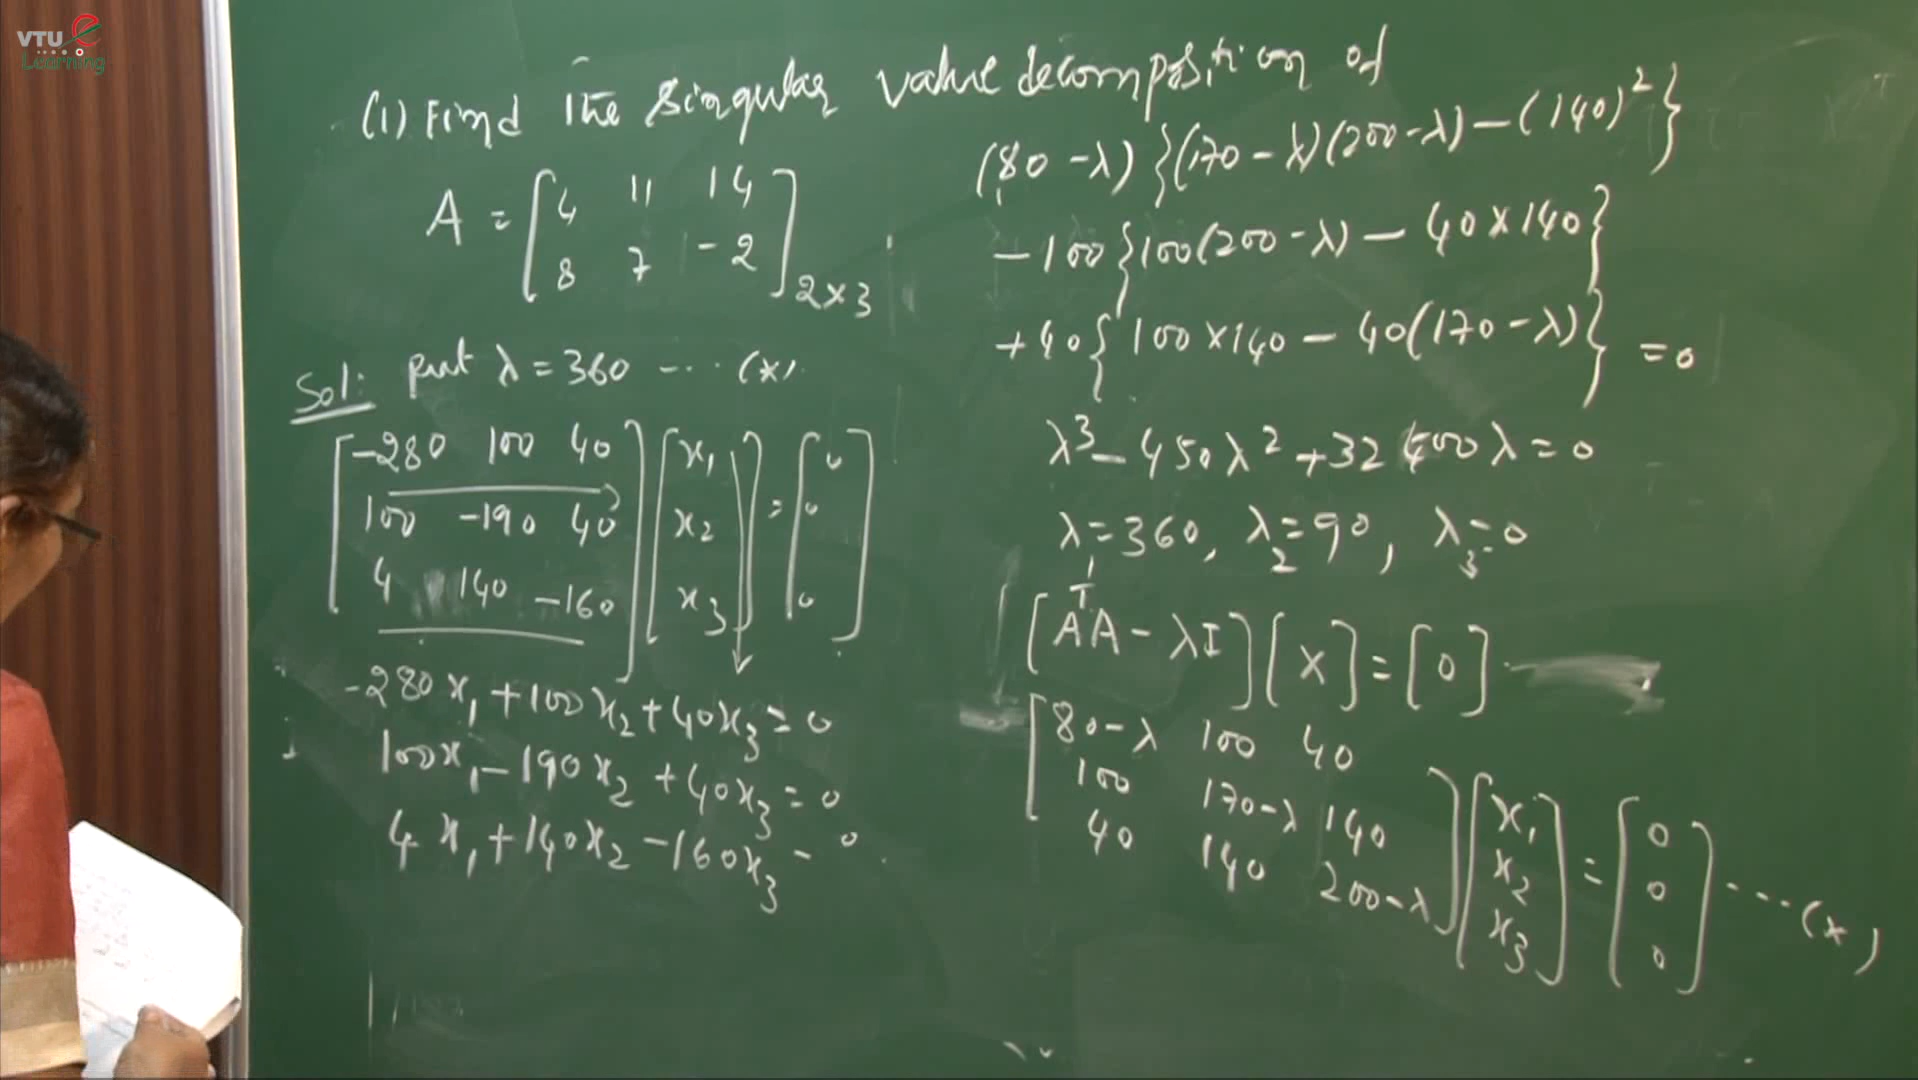 VTU e
Learning
(1) Find the singular value decomposition of
A = [4 11 14
8 7 -2] 2×3
Sol: put λ = 360 ... (x)
[-280 100 40
100 -190 40
4 140 -160] [x₁
x₂
x₃] = [0
0
0]
-280x₁ + 100x₂ + 40x₃ = 0
100x₁ - 190x₂ + 40x₃ = 0
4x₁ + 140x₂ - 160x₃ - 0
(80 - λ) {(170 - λ)(200 - λ) - (140)²}
- 100 {100(200 - λ) - 40 × 140}
+ 40 {100 × 140 - 40(170 - λ)} = 0
λ³ - 450λ² + 32400λ = 0
λ₁ = 360, λ₂ = 90, λ₃ = 0
[AᵀA - λI] [X] = [0]
[80-λ 100 40
100 170-λ 140
40 140 200-λ] [x₁
x₂
x₃] = [0
0
0] ... (x)